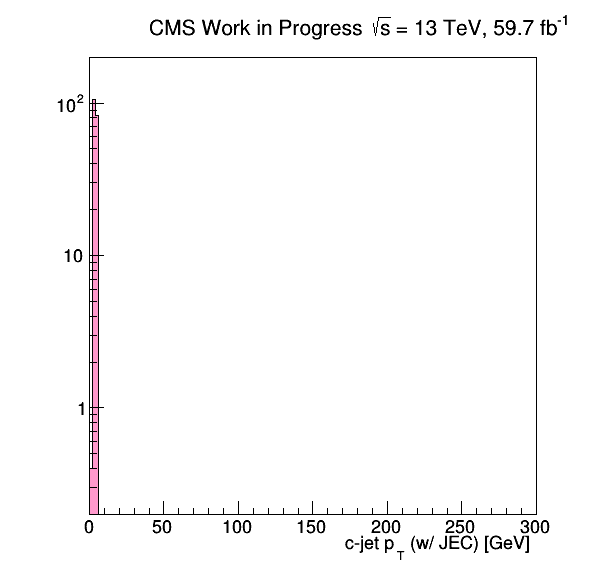 CMS Work in Progress √s = 13 TeV, 59.7 fb⁻¹
10²
10
1
0 50 100 150 200 250 300
c-jet p_T (w/ JEC) [GeV]